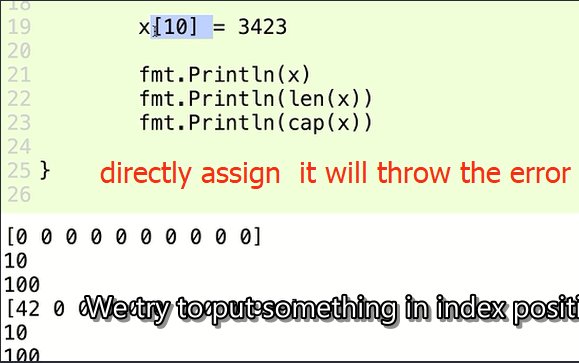 18
19 x[10] = 3423
20
21 fmt.Println(x)
22 fmt.Println(len(x))
23 fmt.Println(cap(x))
24
25 }
directly assign it will throw the error
26
[0 0 0 0 0 0 0 0 0 0]
10
100
[42 0 0
We try to put something in index positi
10
100